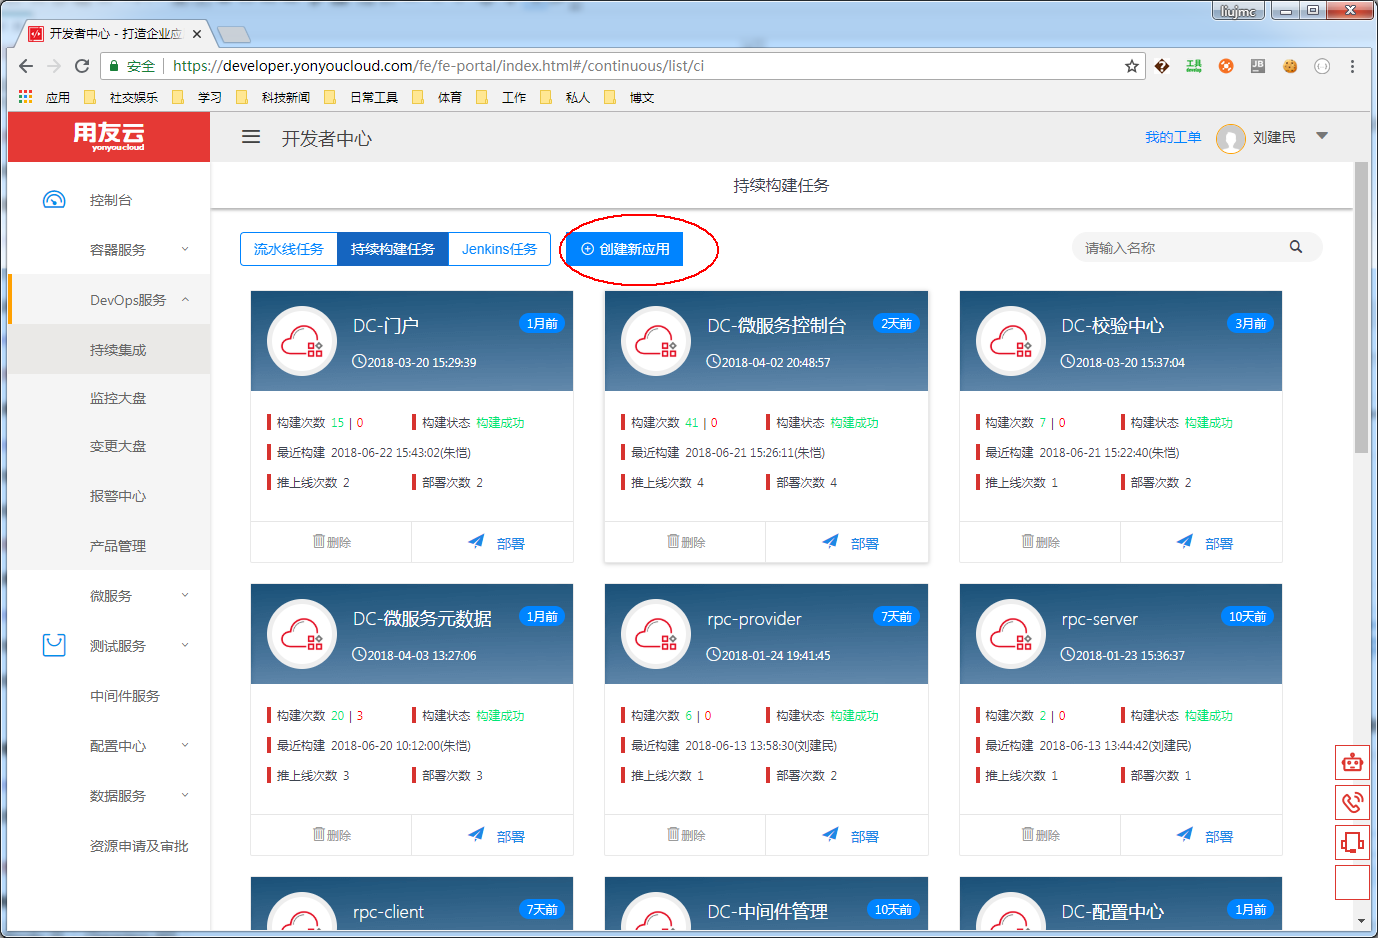 liujmc
开发者中心 - 打造企业应
安全 https://developer.yonyoucloud.com/fe/fe-portal/index.html#/continuous/list/ci
应用 社交娱乐 学习 科技新闻 日常工具 体育 工作 私人 博文
用友云
yonyoucloud
开发者中心
我的工单
刘建民
控制台
容器服务
DevOps服务
持续集成
监控大盘
变更大盘
报警中心
产品管理
微服务
测试服务
中间件服务
配置中心
数据服务
资源申请及审批
持续构建任务
流水线任务 持续构建任务 Jenkins任务 创建新应用
请输入名称
DC-门户 1月前
2018-03-20 15:29:39
构建次数 15 | 0 构建状态 构建成功
最近构建 2018-06-22 15:43:02(朱恺)
推上线次数 2 部署次数 2
删除 部署
DC-微服务控制台 2天前
2018-04-02 20:48:57
构建次数 41 | 0 构建状态 构建成功
最近构建 2018-06-21 15:26:11(朱恺)
推上线次数 4 部署次数 4
删除 部署
DC-校验中心 3月前
2018-03-20 15:37:04
构建次数 7 | 0 构建状态 构建成功
最近构建 2018-06-21 15:22:40(朱恺)
推上线次数 1 部署次数 2
删除 部署
DC-微服务元数据 1月前
2018-04-03 13:27:06
构建次数 20 | 3 构建状态 构建成功
最近构建 2018-06-20 10:12:00(朱恺)
推上线次数 3 部署次数 3
删除 部署
rpc-provider 7天前
2018-01-24 19:41:45
构建次数 6 | 0 构建状态 构建成功
最近构建 2018-06-13 13:58:30(刘建民)
推上线次数 1 部署次数 2
删除 部署
rpc-server 10天前
2018-01-23 15:36:37
构建次数 2 | 0 构建状态 构建成功
最近构建 2018-06-13 13:44:42(刘建民)
推上线次数 1 部署次数 1
删除 部署
rpc-client 7天前
DC-中间件管理 10天前
DC-配置中心 1月前